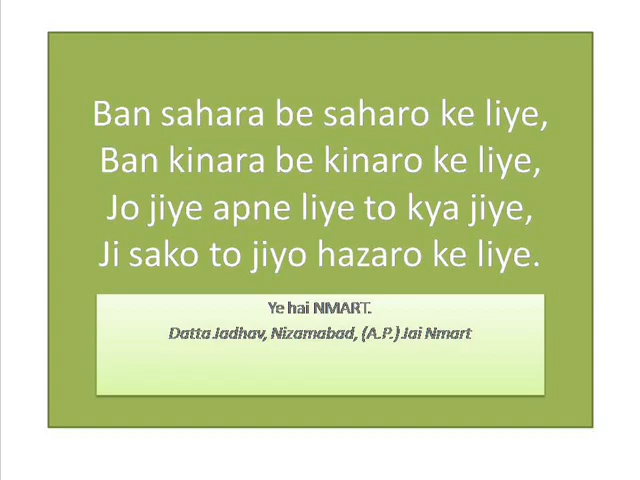 Ban sahara be saharo ke liye,
Ban kinara be kinaro ke liye,
Jo jiye apne liye to kya jiye,
Ji sako to jiyo hazaro ke liye.
Ye hai NMART.
Datta Jadhav, Nizamabad, (A.P.) Jai Nmart